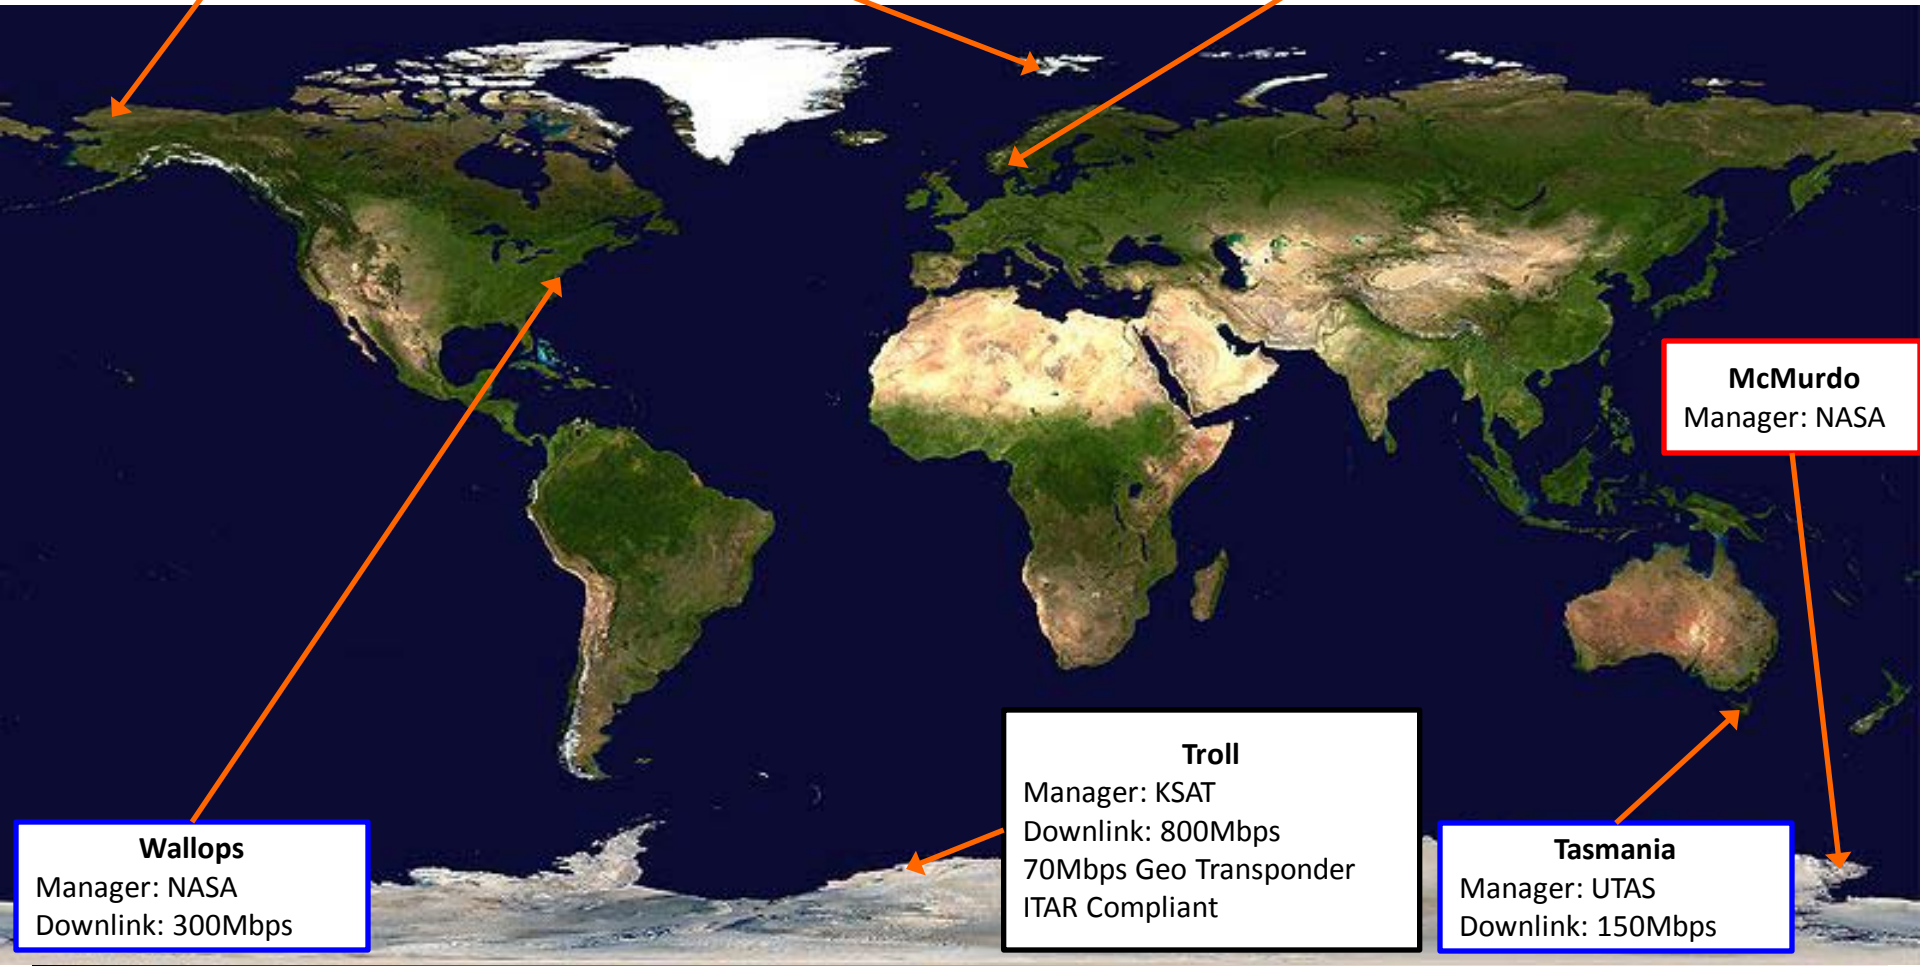 McMurdo
Manager: NASA
Troll
Manager: KSAT
Downlink: 800Mbps
70Mbps Geo Transponder
ITAR Compliant
Wallops
Manager: NASA
Downlink: 300Mbps
Tasmania
Manager: UTAS
Downlink: 150Mbps